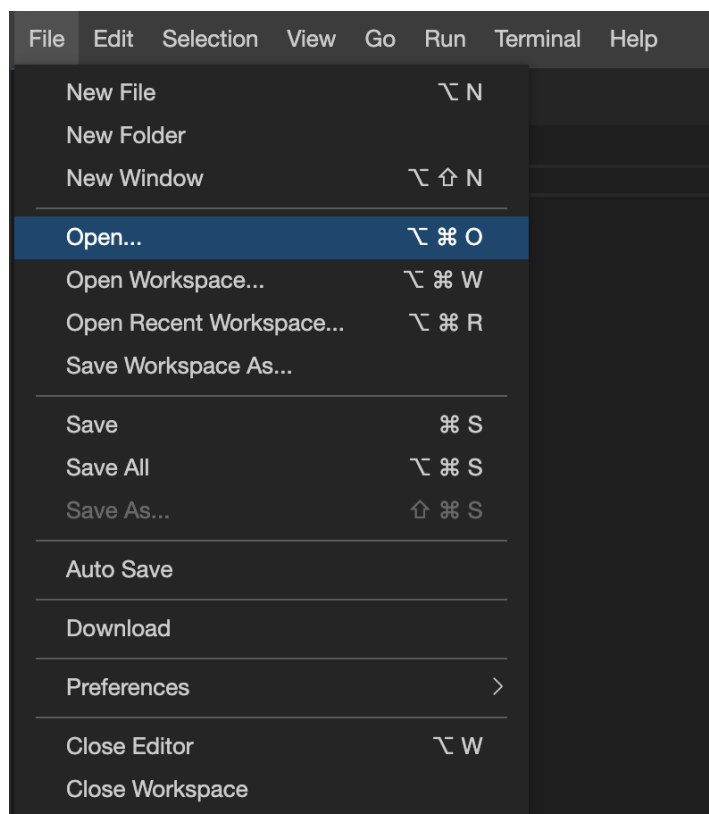 File Edit Selection View Go Run Terminal Help
New File ⌥ N
New Folder
New Window ⌥ ⇧ N
Open... ⌥ ⌘ O
Open Workspace... ⌥ ⌘ W
Open Recent Workspace... ⌥ ⌘ R
Save Workspace As...
Save ⌘ S
Save All ⌥ ⌘ S
Save As... ⇧ ⌘ S
Auto Save
Download
Preferences
Close Editor ⌥ W
Close Workspace